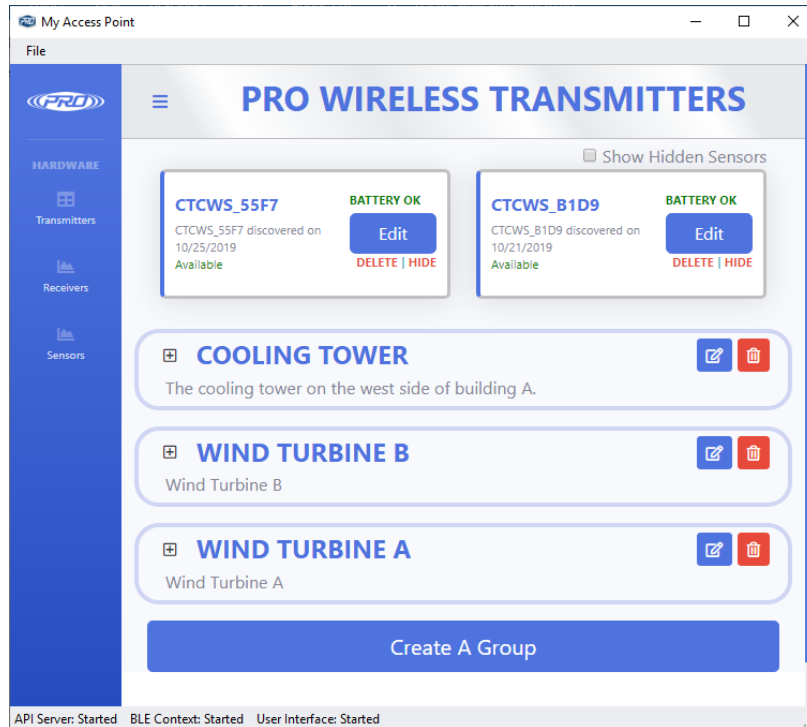 My Access Point
File
PRO
PRO WIRELESS TRANSMITTERS
HARDWARE
Transmitters
Receivers
Sensors
Show Hidden Sensors
CTCWS_55F7
BATTERY OK
CTCWS_55F7 discovered on
10/25/2019
Available
Edit
DELETE | HIDE
CTCWS_B1D9
BATTERY OK
CTCWS_B1D9 discovered on
10/21/2019
Available
Edit
DELETE | HIDE
COOLING TOWER
The cooling tower on the west side of building A.
WIND TURBINE B
Wind Turbine B
WIND TURBINE A
Wind Turbine A
Create A Group
API Server: Started BLE Context: Started User Interface: Started